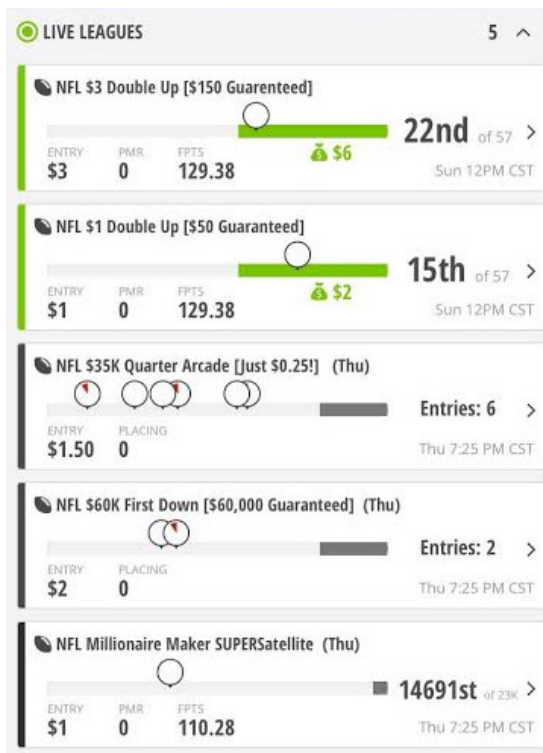 LIVE LEAGUES 5
NFL $3 Double Up [$150 Guarenteed]
22nd of 57
$6
ENTRY PMR FPTS
$3 0 129.38
Sun 12PM CST
NFL $1 Double Up [$50 Guaranteed]
15th of 57
$2
ENTRY PMR FPTS
$1 0 129.38
Sun 12PM CST
NFL $35K Quarter Arcade [Just $0.25!] (Thu)
Entries: 6
ENTRY PLACING
$1.50 0
Thu 7:25 PM CST
NFL $60K First Down [$60,000 Guaranteed] (Thu)
Entries: 2
ENTRY PLACING
$2 0
Thu 7:25 PM CST
NFL Millionaire Maker SUPERSatellite (Thu)
14691st of 23K
ENTRY PMR FPTS
$1 0 110.28
Thu 7:25 PM CST